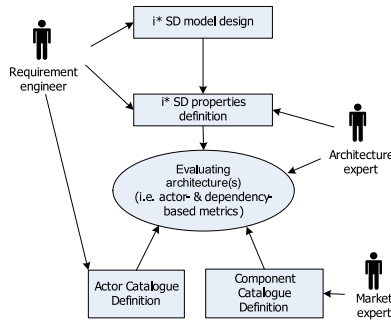 i* SD model design
Requirement
engineer
i* SD properties
definition
Architecture
expert
Evaluating
architecture(s)
(i.e. actor- & dependency-
based metrics)
Actor Catalogue
Definition
Component
Catalogue
Definition
Market
expert